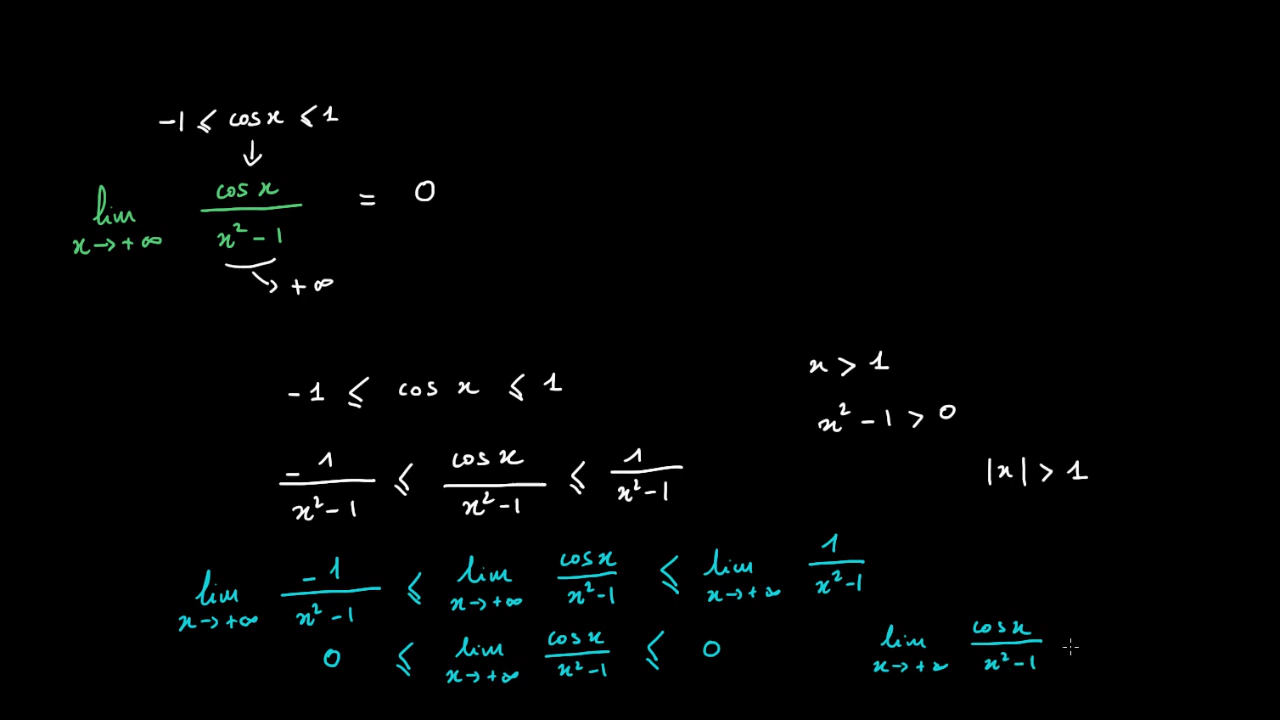 -1 ⩽ cos x ⩽ 1
↓
lim x→+∞ cos x / x² - 1 = 0
→ +∞
-1 ⩽ cos x ⩽ 1
x > 1
x² - 1 > 0
-1 / x² - 1 ⩽ cos x / x² - 1 ⩽ 1 / x² - 1
|x| > 1
lim x→+∞ -1 / x² - 1 ⩽ lim x→+∞ cos x / x² - 1 ⩽ lim x→+∞ 1 / x² - 1
0 ⩽ lim x→+∞ cos x / x² - 1 ⩽ 0
lim x→+∞ cos x / x² - 1